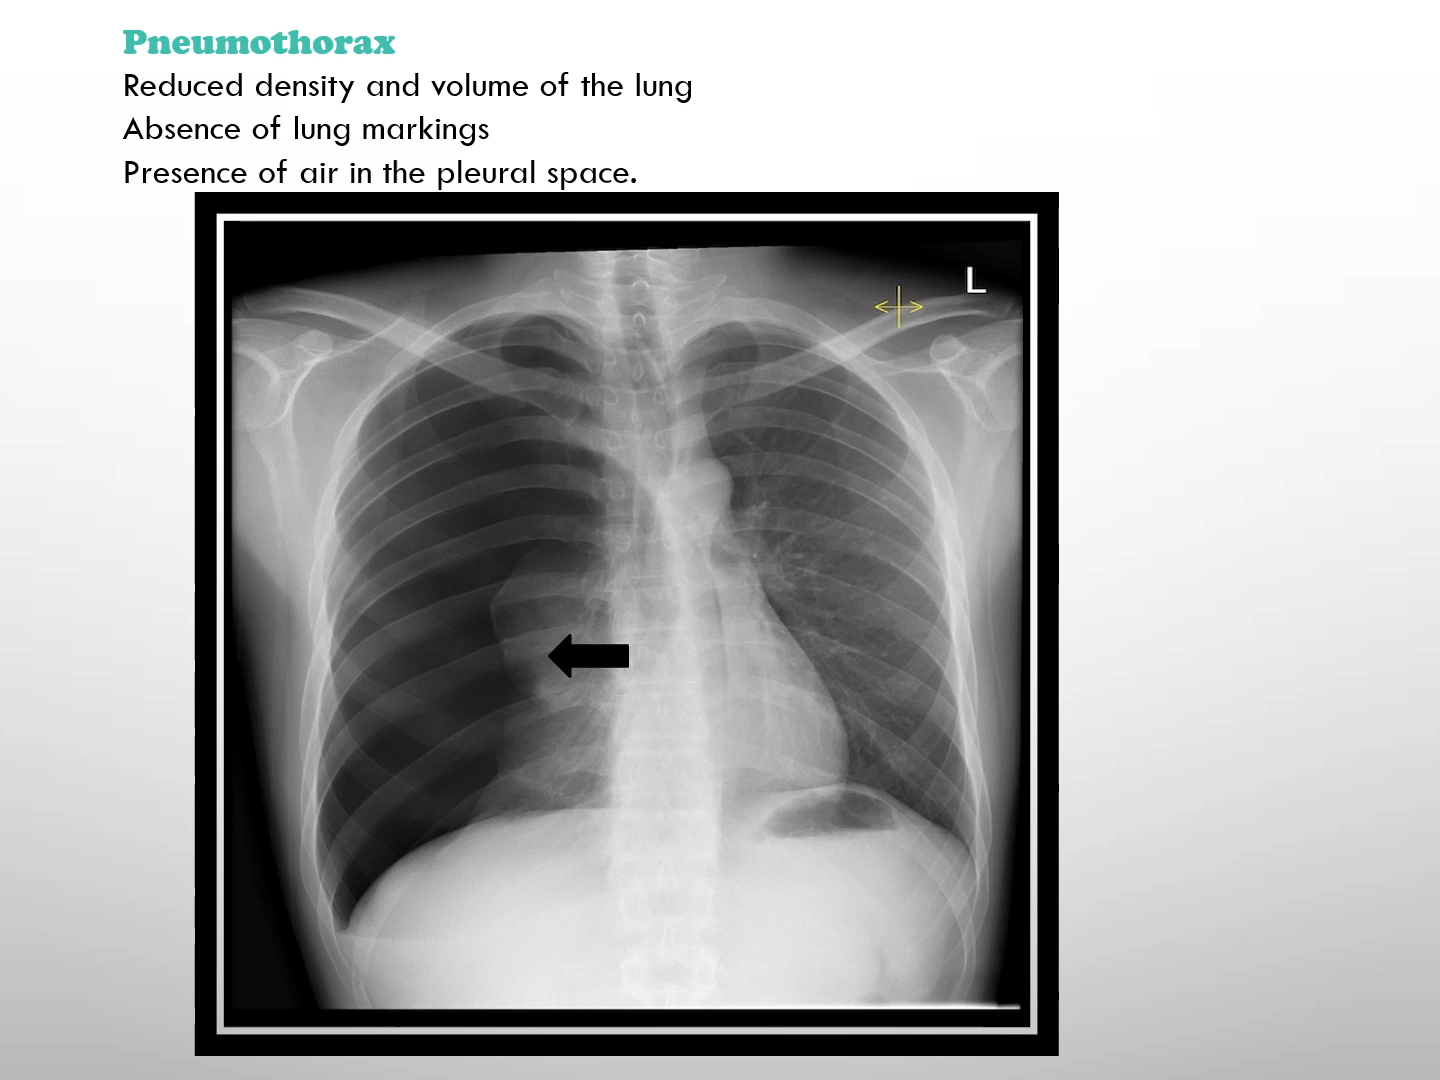 Pneumothorax
Reduced density and volume of the lung
Absence of lung markings
Presence of air in the pleural space.
L